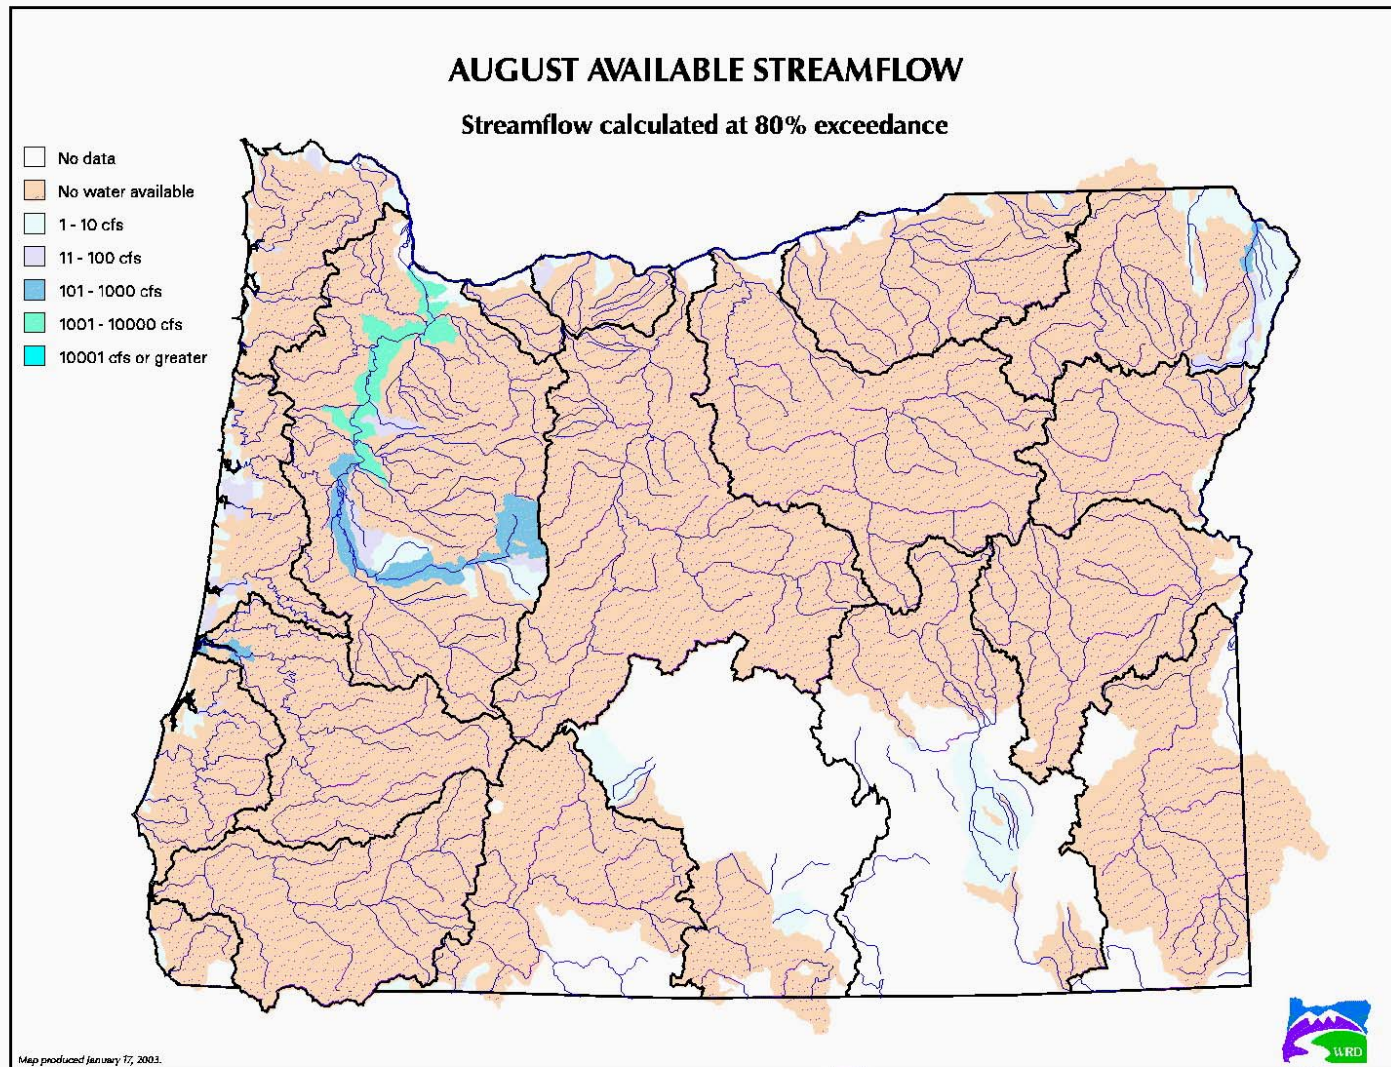 AUGUST AVAILABLE STREAMFLOW
Streamflow calculated at 80% exceedance
No data
No water available
1 - 10 cfs
11 - 100 cfs
101 - 1000 cfs
1001 - 10000 cfs
10001 cfs or greater
Map produced January 17, 2003.
WRD